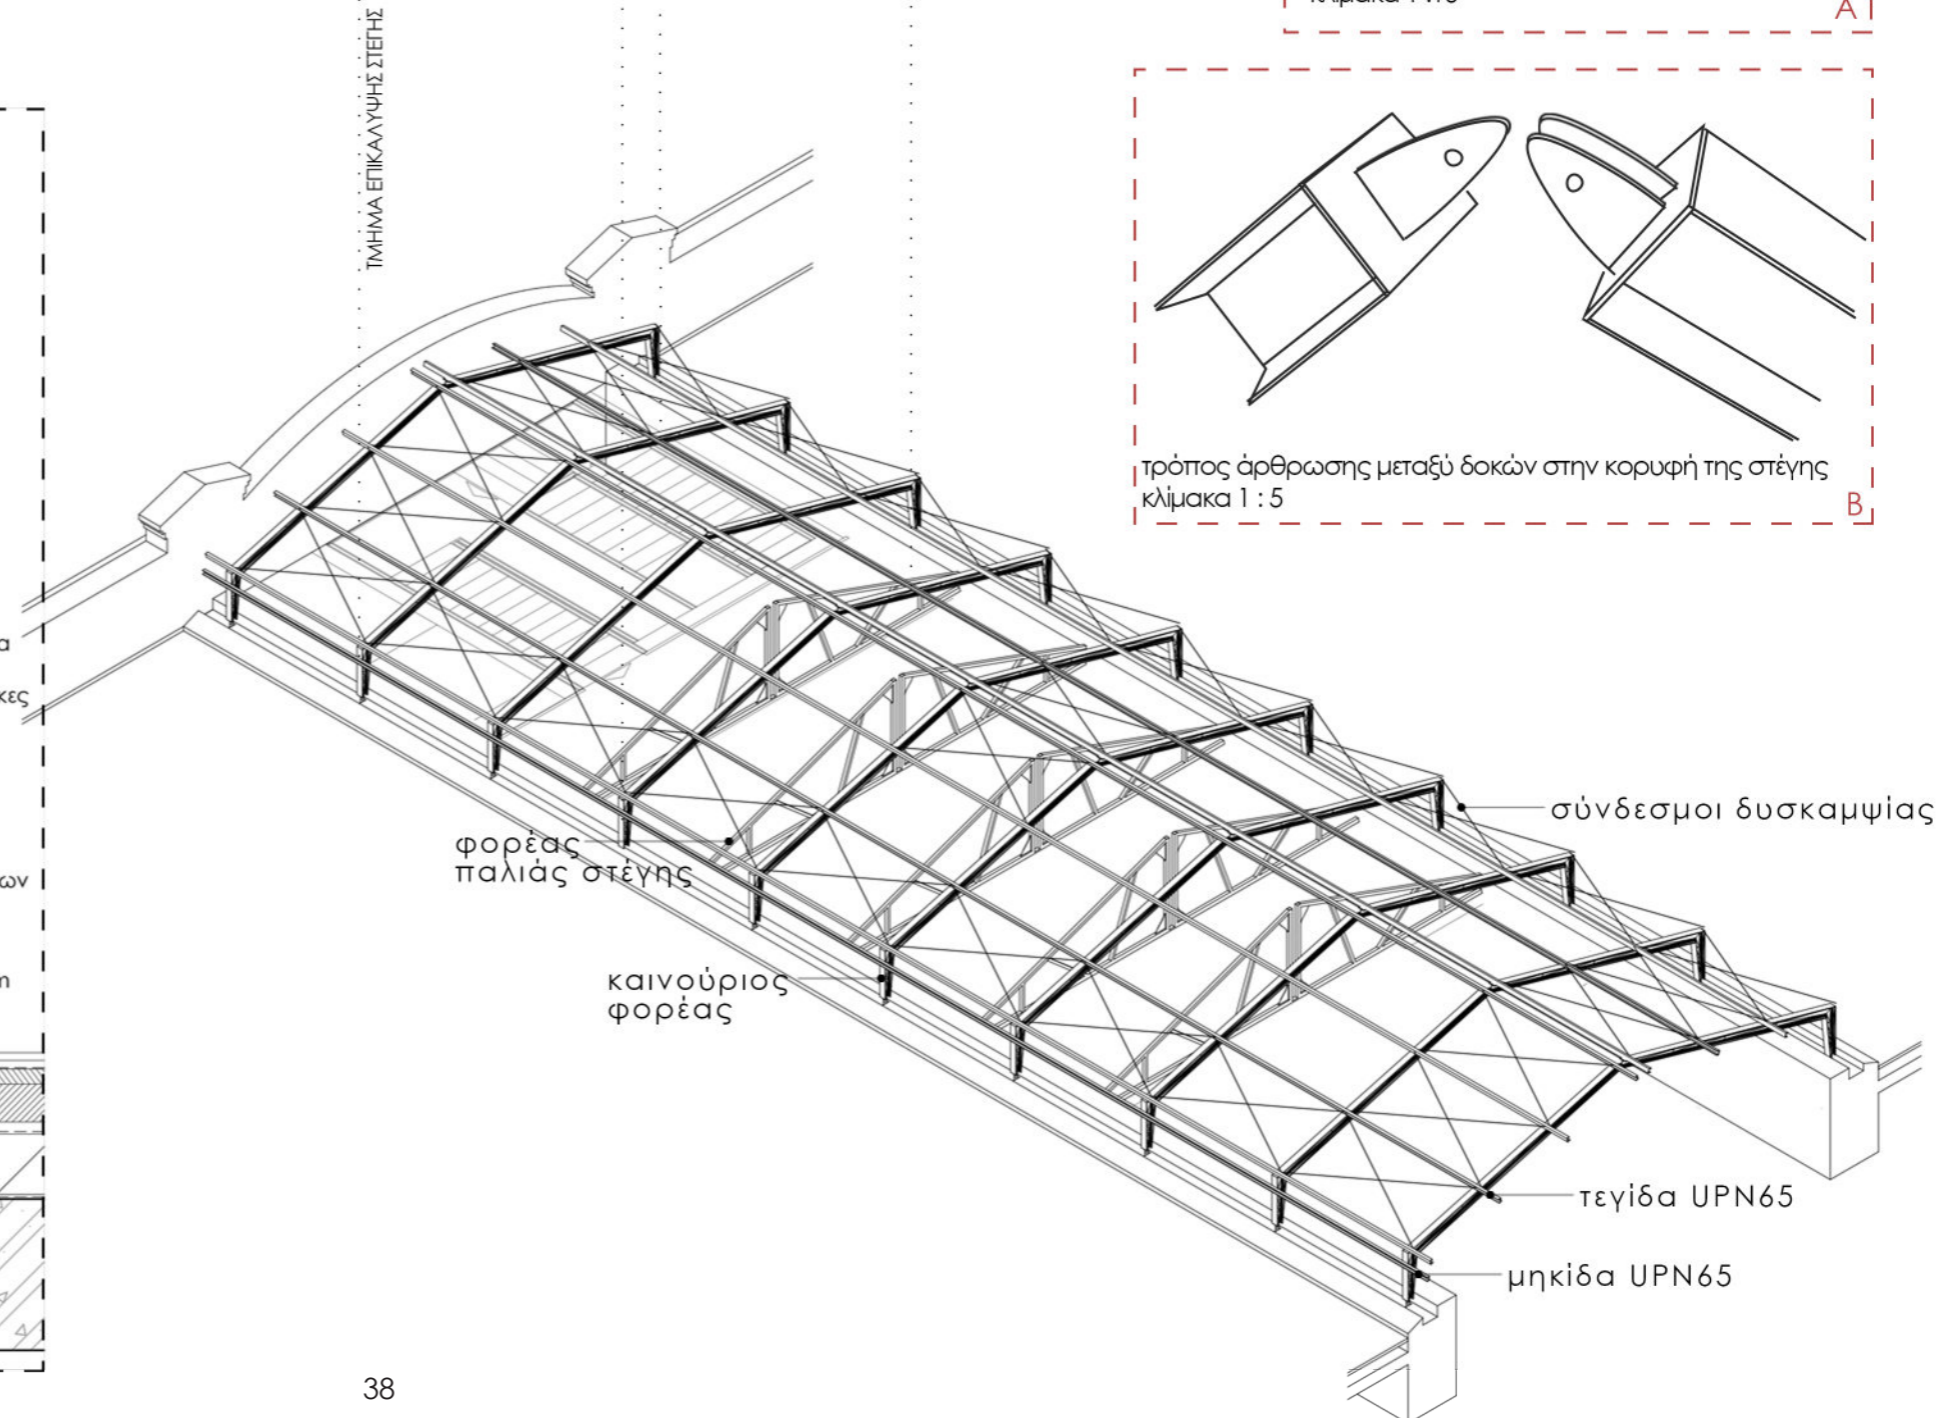 ΤΜΗΜΑ ΕΠΙΚΑΛΥΨΗΣ ΣΤΕΓΗΣ
A
τρόπος άρθρωσης μεταξύ δοκών στην κορυφή της στέγης
κλίμακα 1 : 5
B
σύνδεσμοι δυσκαμψίας
φορέας
παλιάς στέγης
καινούριος
φορέας
τεγίδα UPN65
μηκίδα UPN65
38